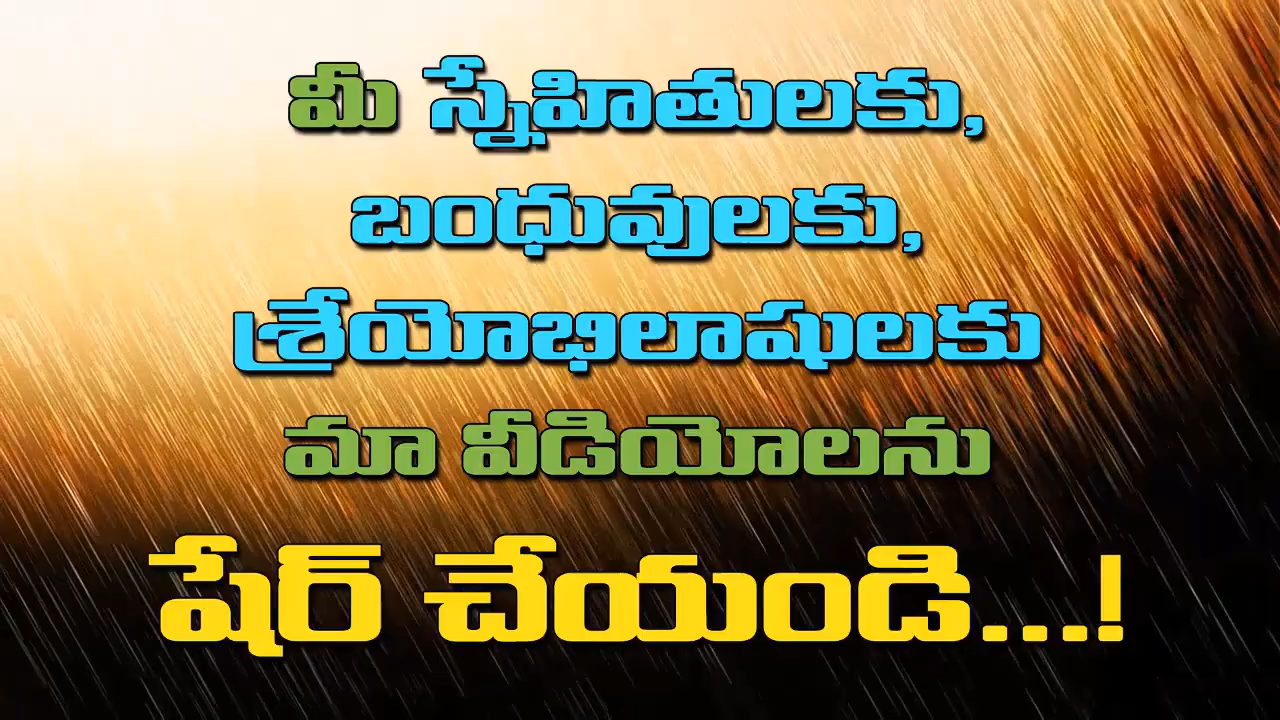 మీ స్నేహితులకు,
బంధువులకు,
శ్రేయోభిలాషులకు
మా వీడియోలను
షేర్ చేయండి...!